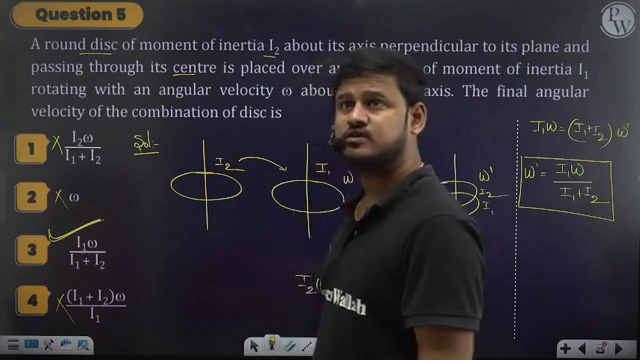 Question 5
PW
A round disc of moment of inertia I₂ about its axis perpendicular to its plane and
passing through its centre is placed over an of moment of inertia I₁
rotating with an angular velocity ω axis. The final angular
velocity of the combination of disc is
1 × I₂ω / (I₁ + I₂)
2 × ω
3 I₁ω / (I₁ + I₂)
4 × (I₁ + I₂)ω / I₁
Sol:-
I₂
I₁
ω
ω'
I₂
I₁
I₁ω = (I₁+I₂) ω'
ω' = I₁ω / (I₁+I₂)
I₂
Wallah